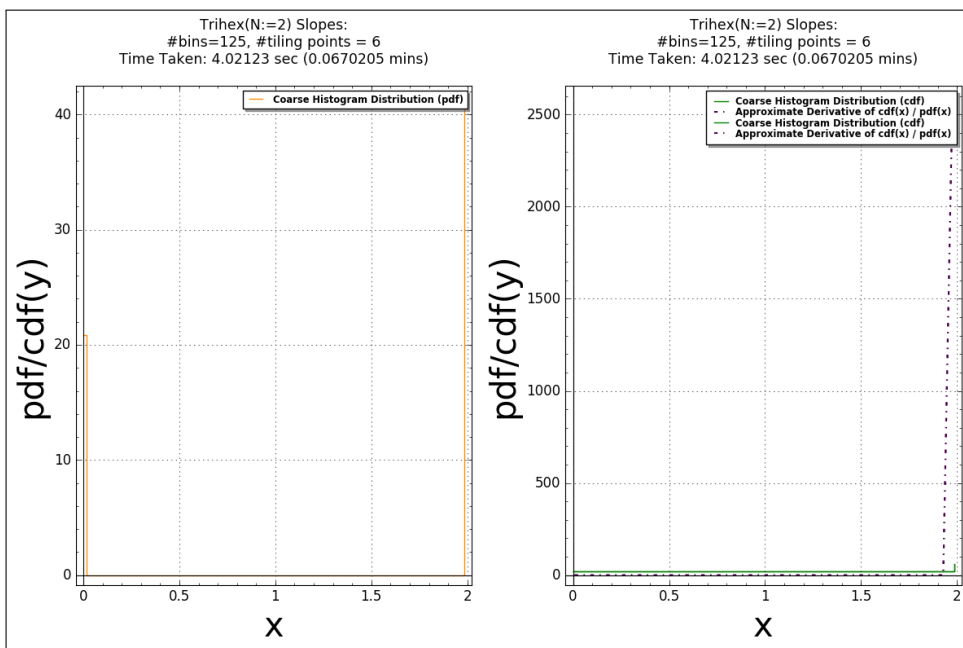 Trihex(N:=2) Slopes:
#bins=125, #tiling points = 6
Time Taken: 4.02123 sec (0.0670205 mins)
Coarse Histogram Distribution (pdf)
40
30
20
10
0
0 0.5 1 1.5 2
pdf/cdf(y)
x
Trihex(N:=2) Slopes:
#bins=125, #tiling points = 6
Time Taken: 4.02123 sec (0.0670205 mins)
Coarse Histogram Distribution (cdf)
Approximate Derivative of cdf(x) / pdf(x)
Coarse Histogram Distribution (cdf)
Approximate Derivative of cdf(x) / pdf(x)
2500
2000
1500
1000
500
0
0 0.5 1 1.5 2
pdf/cdf(y)
x